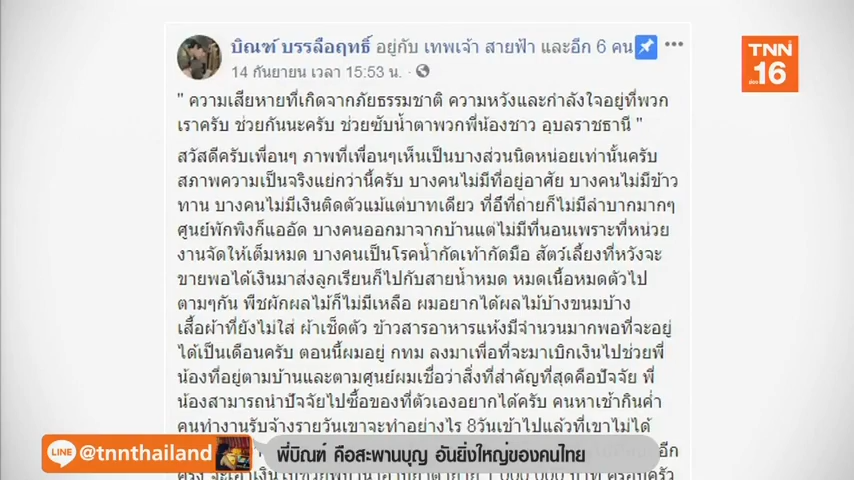 บิณฑ์ บรรลือฤทธิ์ อยู่กับ เทพเจ้า สายฟ้า และอีก 6 คน
14 กันยายน เวลา 15:53 น.
TNN
ช่อง 16
" ความเสียหายที่เกิดจากภัยธรรมชาติ ความหวังและกำลังใจอยู่ที่พวก
เราครับ ช่วยกันนะครับ ช่วยซับน้ำตาพวกพี่น้องชาว อุบลราชธานี "
สวัสดีครับเพื่อนๆ ภาพที่เพื่อนๆเห็นเป็นบางส่วนนิดหน่อยเท่านั้นครับ
สภาพความเป็นจริงแย่กว่านี้ครับ บางคนไม่มีที่อยู่อาศัย บางคนไม่มีข้าว
ทาน บางคนไม่มีเงินติดตัวแม้แต่บาทเดียว ที่อึที่ถ่ายก็ไม่มีลำบากมากๆ
ศูนย์พักพิงก็แออัด บางคนออกมาจากบ้านแต่ไม่มีที่นอนเพราะที่หน่วย
งานจัดให้เต็มหมด บางคนเป็นโรคน้ำกัดเท้ากัดมือ สัตว์เลี้ยงที่หวังจะ
ขายพอได้เงินมาส่งลูกเรียนก็ไปกับสายน้ำหมด หมดเนื้อหมดตัวไป
ตามๆกัน พืชผักผลไม้ก็ไม่มีเหลือ ผมอยากได้ผลไม้บ้างขนมบ้าง
เสื้อผ้าที่ยังไม่ใส่ ผ้าเช็ดตัว ข้าวสารอาหารแห้งมีจำนวนมากพอที่จะอยู่
ได้เป็นเดือนครับ ตอนนี้ผมอยู่ กทม ลงมาเพื่อที่จะมาเบิกเงินไปช่วยพี่
น้องที่อยู่ตามบ้านและตามศูนย์ผมเชื่อว่าสิ่งที่สำคัญที่สุดคือปัจจัย พี่
น้องสามารถนำปัจจัยไปซื้อของที่ตัวเองอยากได้ครับ คนหาเช้ากินค่ำ
คนทำงานรับจ้างรายวันเขาจะทำอย่างไร 8วันเข้าไปแล้วที่เขาไม่ได้
อีก
LINE @tnnthailand
พี่บิณฑ์ คือสะพานบุญ อันยิ่งใหญ่ของคนไทย
1,000,000 บาท ครอบครัว